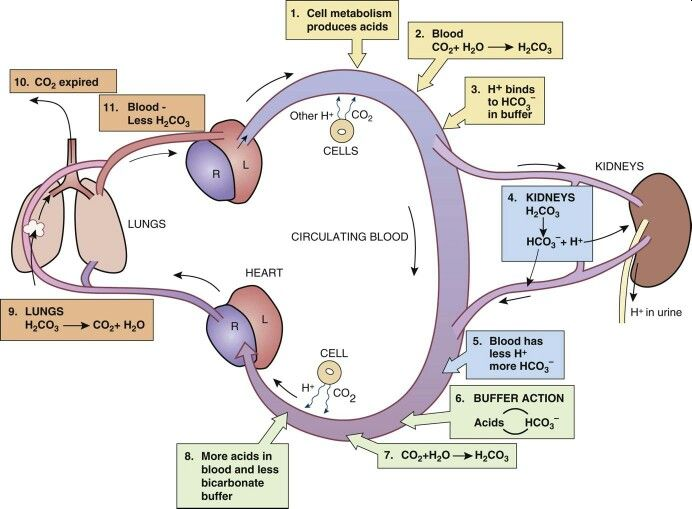 1. Cell metabolism
produces acids
2. Blood
CO₂+ H₂O ⟶ H₂CO₃
3. H⁺ binds
to HCO₃⁻
in buffer
10. CO₂ expired
11. Blood -
Less H₂CO₃
Other H⁺
CO₂
CELLS
R
L
KIDNEYS
4. KIDNEYS
H₂CO₃
HCO₃⁻+ H⁺
LUNGS
CIRCULATING BLOOD
HEART
R
L
H⁺ in urine
9. LUNGS
H₂CO₃ ⟶ CO₂+ H₂O
5. Blood has
less H⁺
more HCO₃⁻
CELL
H⁺
CO₂
6. BUFFER ACTION
Acids HCO₃⁻
7. CO₂+H₂O ⟶ H₂CO₃
8. More acids in
blood and less
bicarbonate
buffer